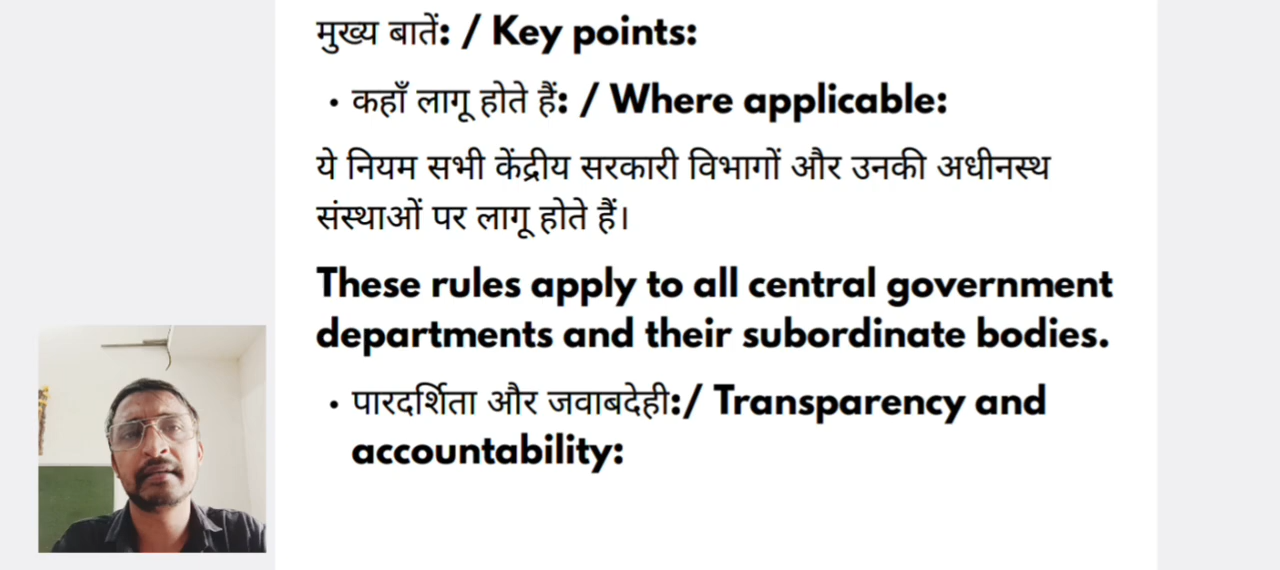 मुख्य बातें: / Key points:
• कहाँ लागू होते हैं: / Where applicable:
ये नियम सभी केंद्रीय सरकारी विभागों और उनकी अधीनस्थ
संस्थाओं पर लागू होते हैं।
These rules apply to all central government
departments and their subordinate bodies.
• पारदर्शिता और जवाबदेही:/ Transparency and
accountability: